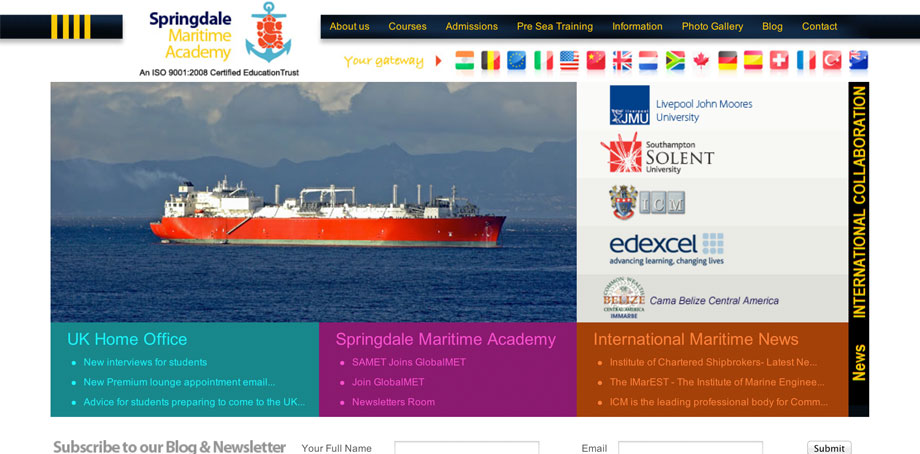 Springdale
Maritime
Academy
An ISO 9001:2008 Certified EducationTrust
About us Courses Admissions Pre Sea Training Information Photo Gallery Blog Contact
Your gateway
Liverpool JMU
Livepool John Moores
University
Southampton
SOLENT
University
ICM
edexcel
advancing learning, changing lives
COMMON WEALTH
BELIZE
CENTRAL AMERICA
IMMARBE
Cama Belize Central America
INTERNATIONAL COLLABORATION
News
UK Home Office
New interviews for students
New Premium lounge appointment email...
Advice for students preparing to come to the UK...
Springdale Maritime Academy
SAMET Joins GlobalMET
Join GlobalMET
Newsletters Room
International Maritime News
Institute of Chartered Shipbrokers- Latest Ne...
The IMarEST - The Institute of Marine Enginee...
ICM is the leading professional body for Comm...
Subscribe to our Blog & Newsletter
Your Full Name
Email
Submit